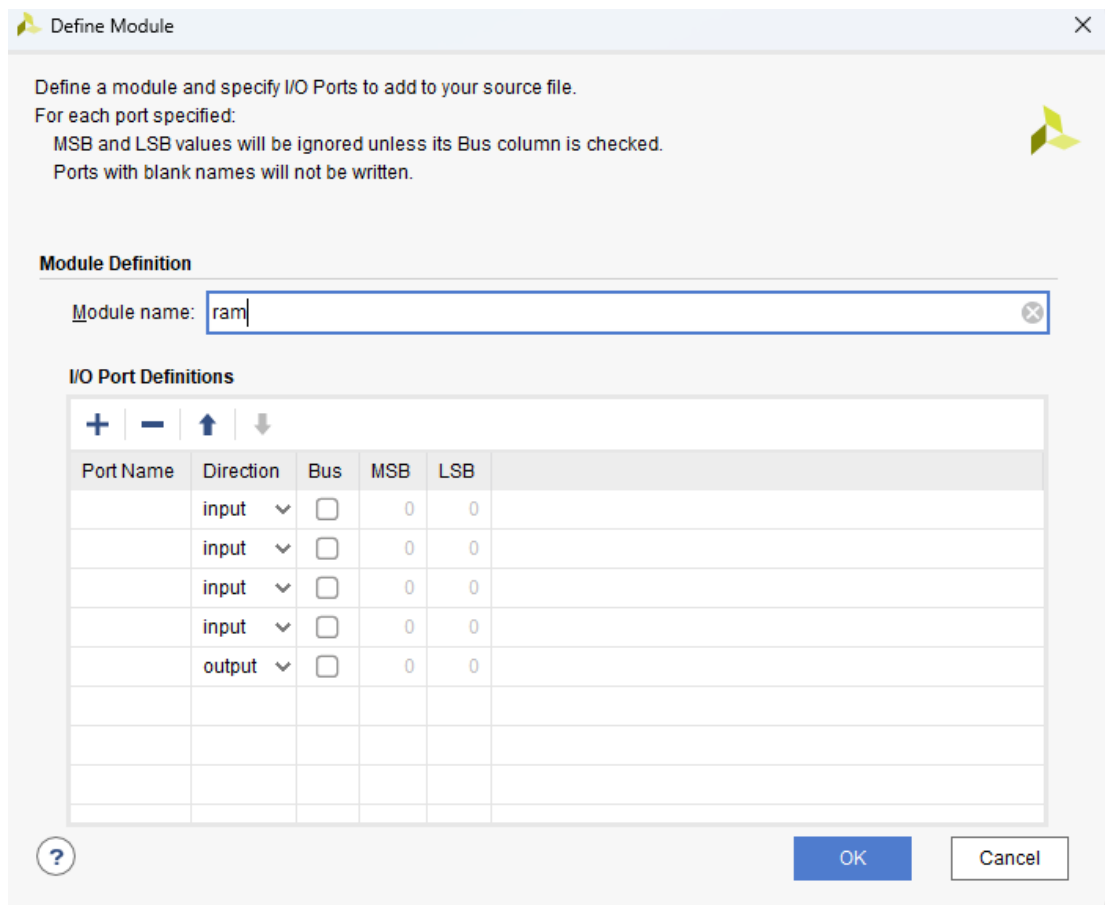 Define Module
Define a module and specify I/O Ports to add to your source file.
For each port specified:
MSB and LSB values will be ignored unless its Bus column is checked.
Ports with blank names will not be written.
Module Definition
Module name: ram
I/O Port Definitions
Port Name Direction Bus MSB LSB
input 0 0
input 0 0
input 0 0
input 0 0
output 0 0
? OK Cancel